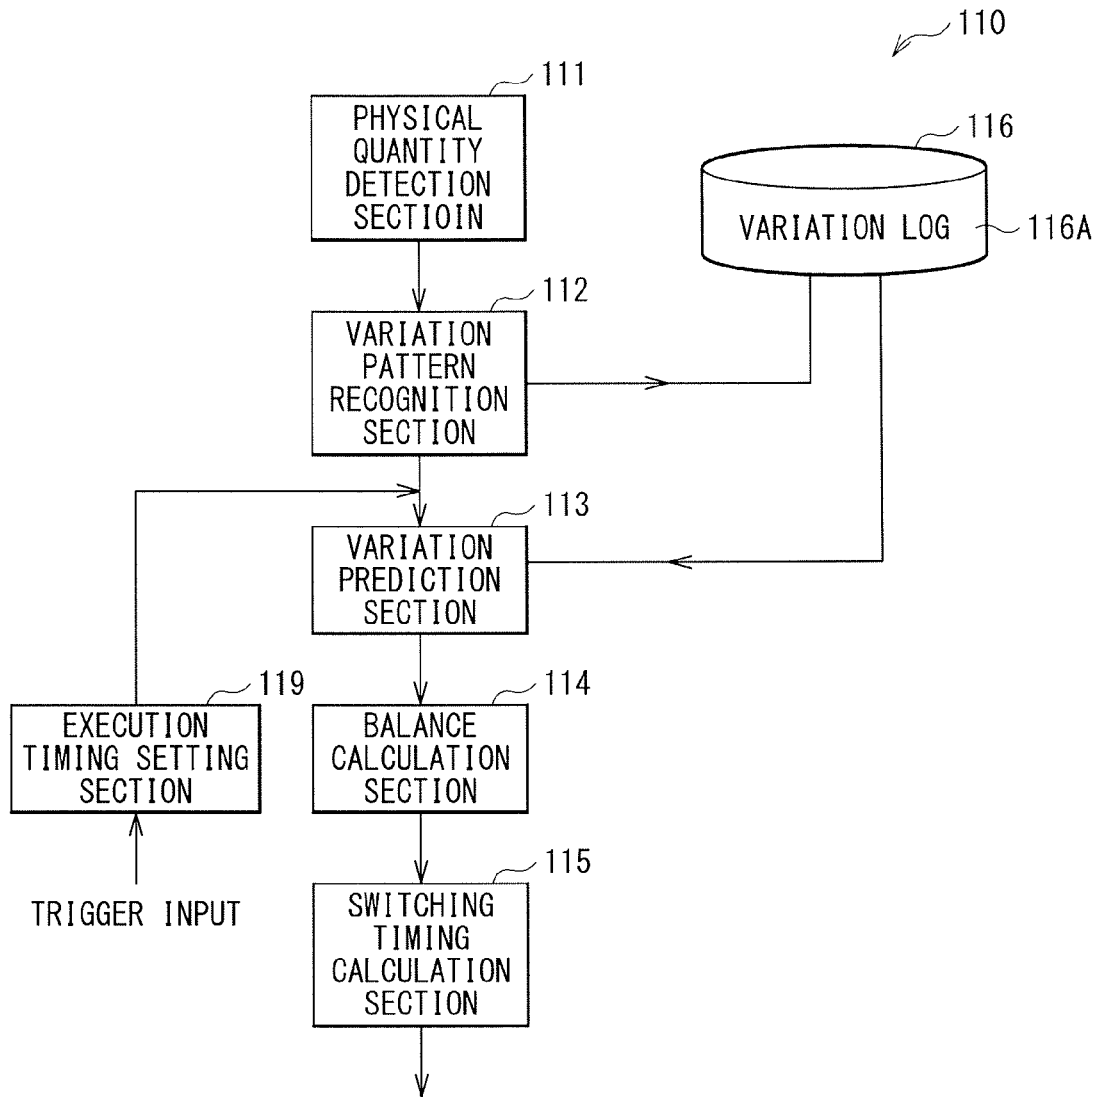 110
111
PHYSICAL
QUANTITY
DETECTION
SECTIOIN
116
VARIATION LOG
116A
112
VARIATION
PATTERN
RECOGNITION
SECTION
113
VARIATION
PREDICTION
SECTION
119
EXECUTION
TIMING SETTING
SECTION
TRIGGER INPUT
114
BALANCE
CALCULATION
SECTION
115
SWITCHING
TIMING
CALCULATION
SECTION